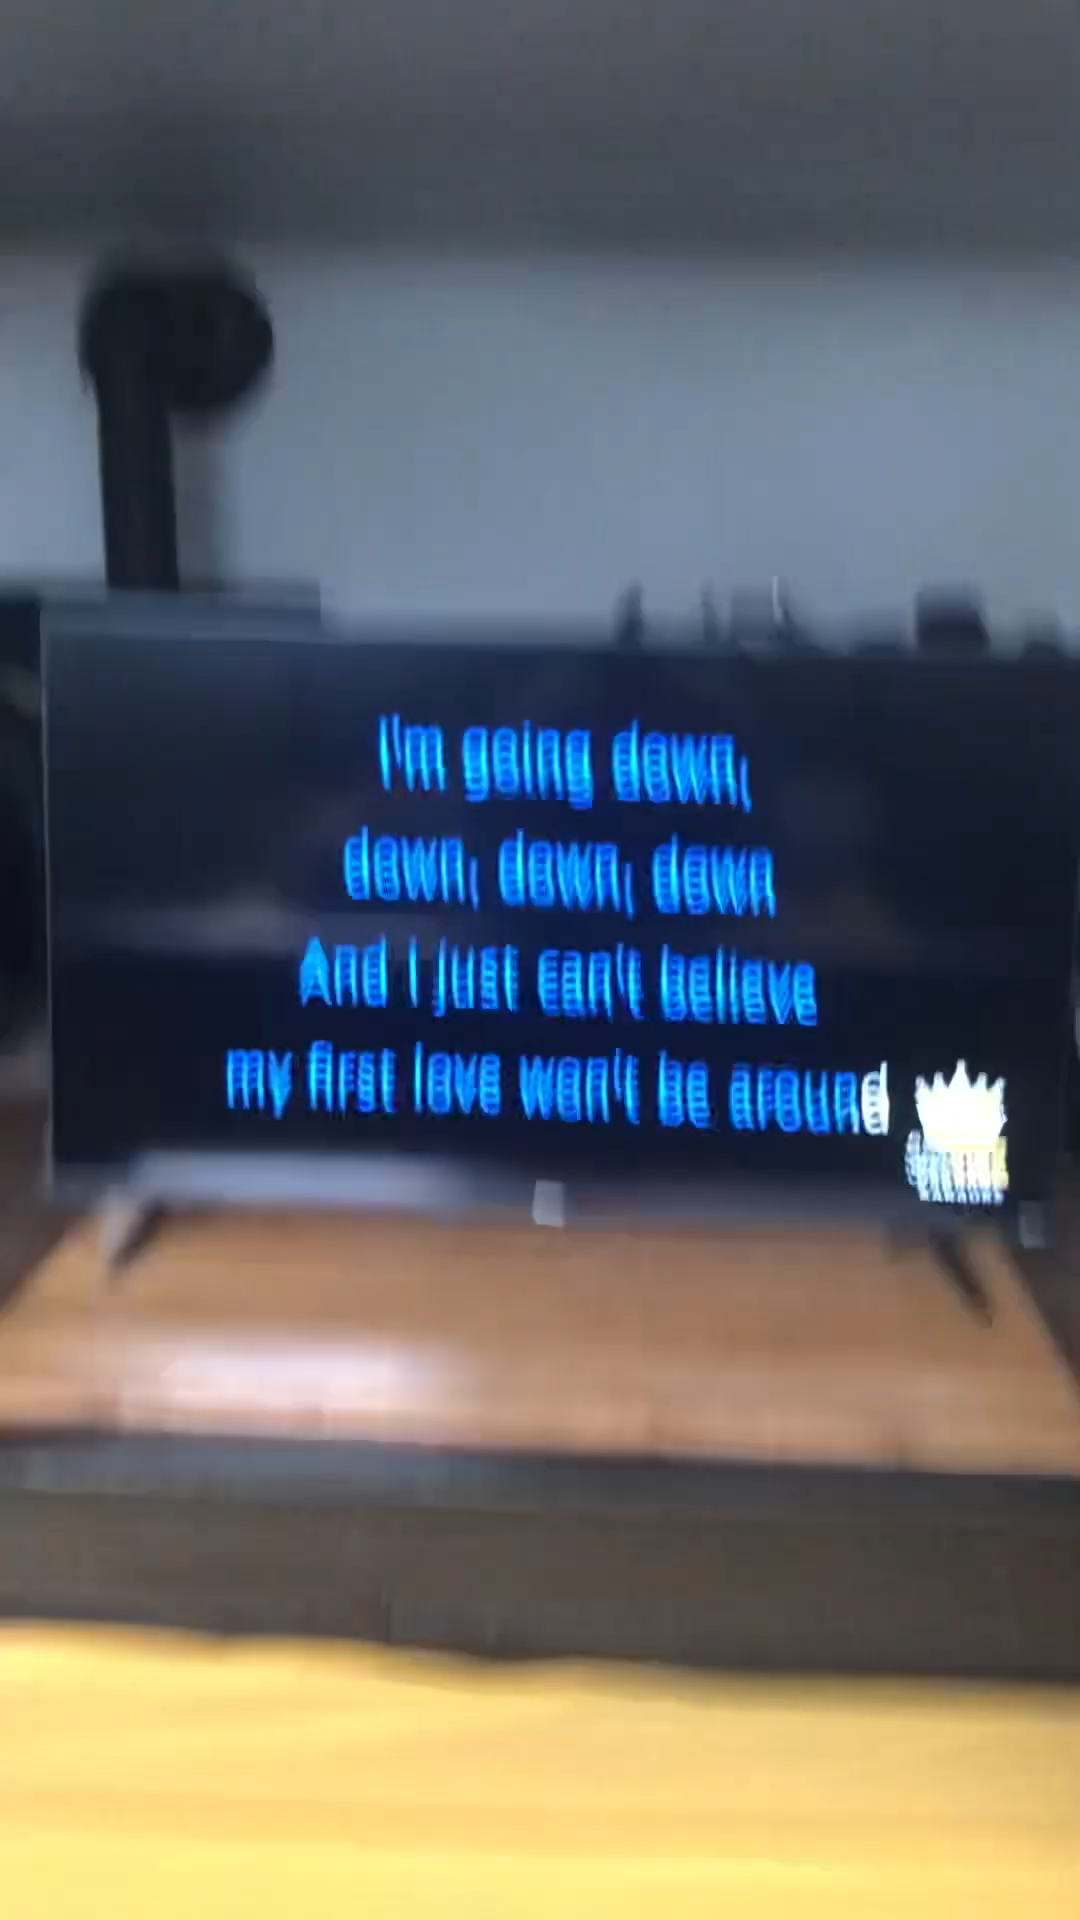 I'm going down,
down, down, down
And I just can't believe
my first love won't be around